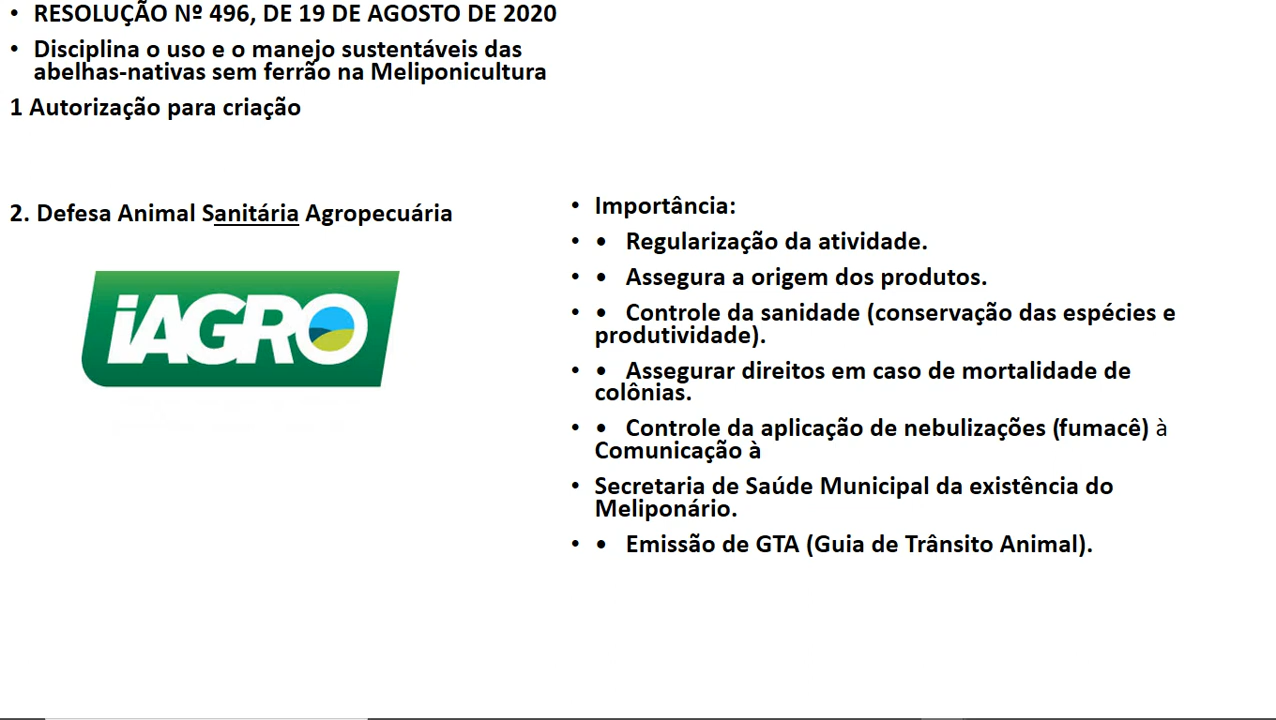 • RESOLUÇÃO Nº 496, DE 19 DE AGOSTO DE 2020
• Disciplina o uso e o manejo sustentáveis das
abelhas-nativas sem ferrão na Meliponicultura
1 Autorização para criação
2. Defesa Animal Sanitária Agropecuária
iAGRO
• Importância:
• • Regularização da atividade.
• • Assegura a origem dos produtos.
• • Controle da sanidade (conservação das espécies e
produtividade).
• • Assegurar direitos em caso de mortalidade de
colônias.
• • Controle da aplicação de nebulizações (fumacê) à
Comunicação à
• Secretaria de Saúde Municipal da existência do
Meliponário.
• • Emissão de GTA (Guia de Trânsito Animal).